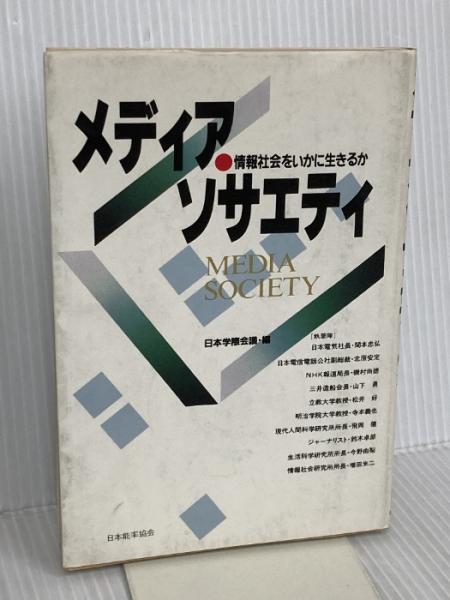 メディア
●情報社会をいかに生きるか
ソサエティ
MEDIA
SOCIETY
日本学際会議・編
［執筆陣］
日本電気社長・関本忠弘
日本電信電話公社副総裁・北原安定
NHK報道局長・磯村尚徳
三井造船会長・山下勇
立教大学教授・松井好
明治学院大学教授・寺本義也
現代人間科学研究所所長・飛岡健
ジャーナリスト・鈴木卓郎
生活科学研究所所長・今野由梨
情報社会研究所所長・増田米二
日本能率協会